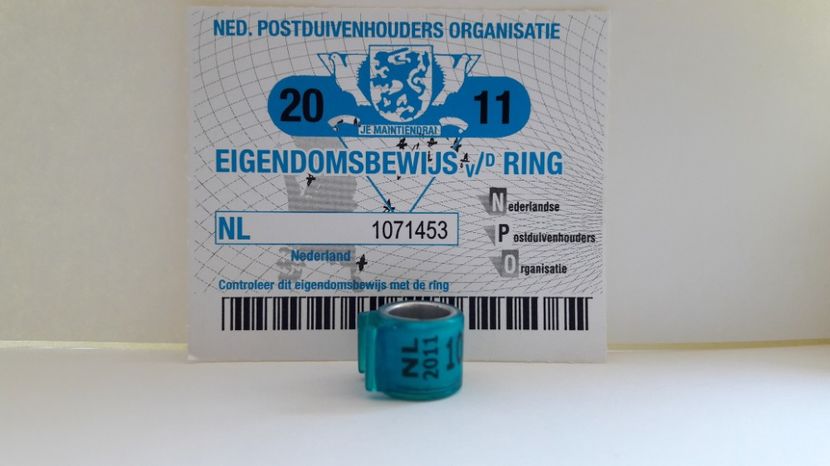 NED. POSTDUIVENHOUDERS ORGANISATIE
20 11
JE MAINTIENDRAI
EIGENDOMSBEWIJS V/D RING
NL 1071453
Nederland
Nederlandse
Postduivenhouders
Organisatie
Controleer dit eigendomsbewijs met de ring
NL
2011
10